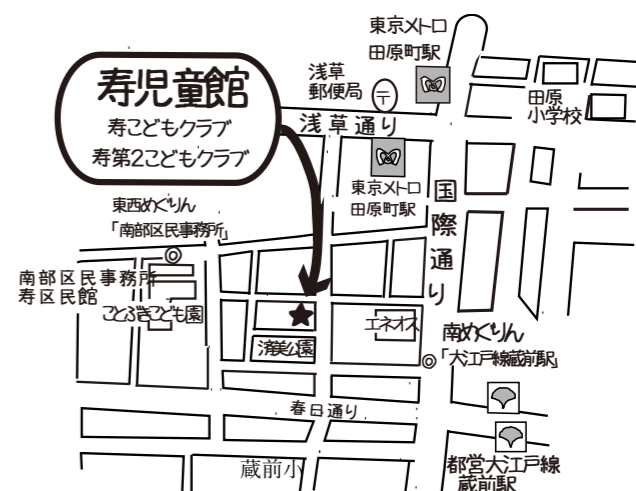 東京メトロ
田原町駅
寿児童館
寿こどもクラブ
寿第2こどもクラブ
浅草
郵便局
〒
田原
小学校
浅草通り
東京メトロ
田原町駅
国際通り
東西めぐりん
「南部区民事務所」
南部区民事務所
寿区民館
ことぶきこども園
エネオス
南めぐりん
「大江戸線蔵前駅」
済美公園
春日通り
蔵前小
都営大江戸線
蔵前駅